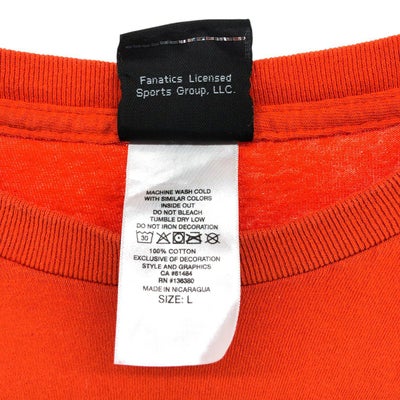 Fanatics Licensed
Sports Group, LLC.
MACHINE WASH COLD
WITH SIMILAR COLORS
INSIDE OUT
DO NOT BLEACH
TUMBLE DRY LOW
DO NOT IRON DECORATION
30
100% COTTON
EXCLUSIVE OF DECORATION
STYLE AND GRAPHICS
CA #61484
RN #136380
MADE IN NICARAGUA
SIZE: L